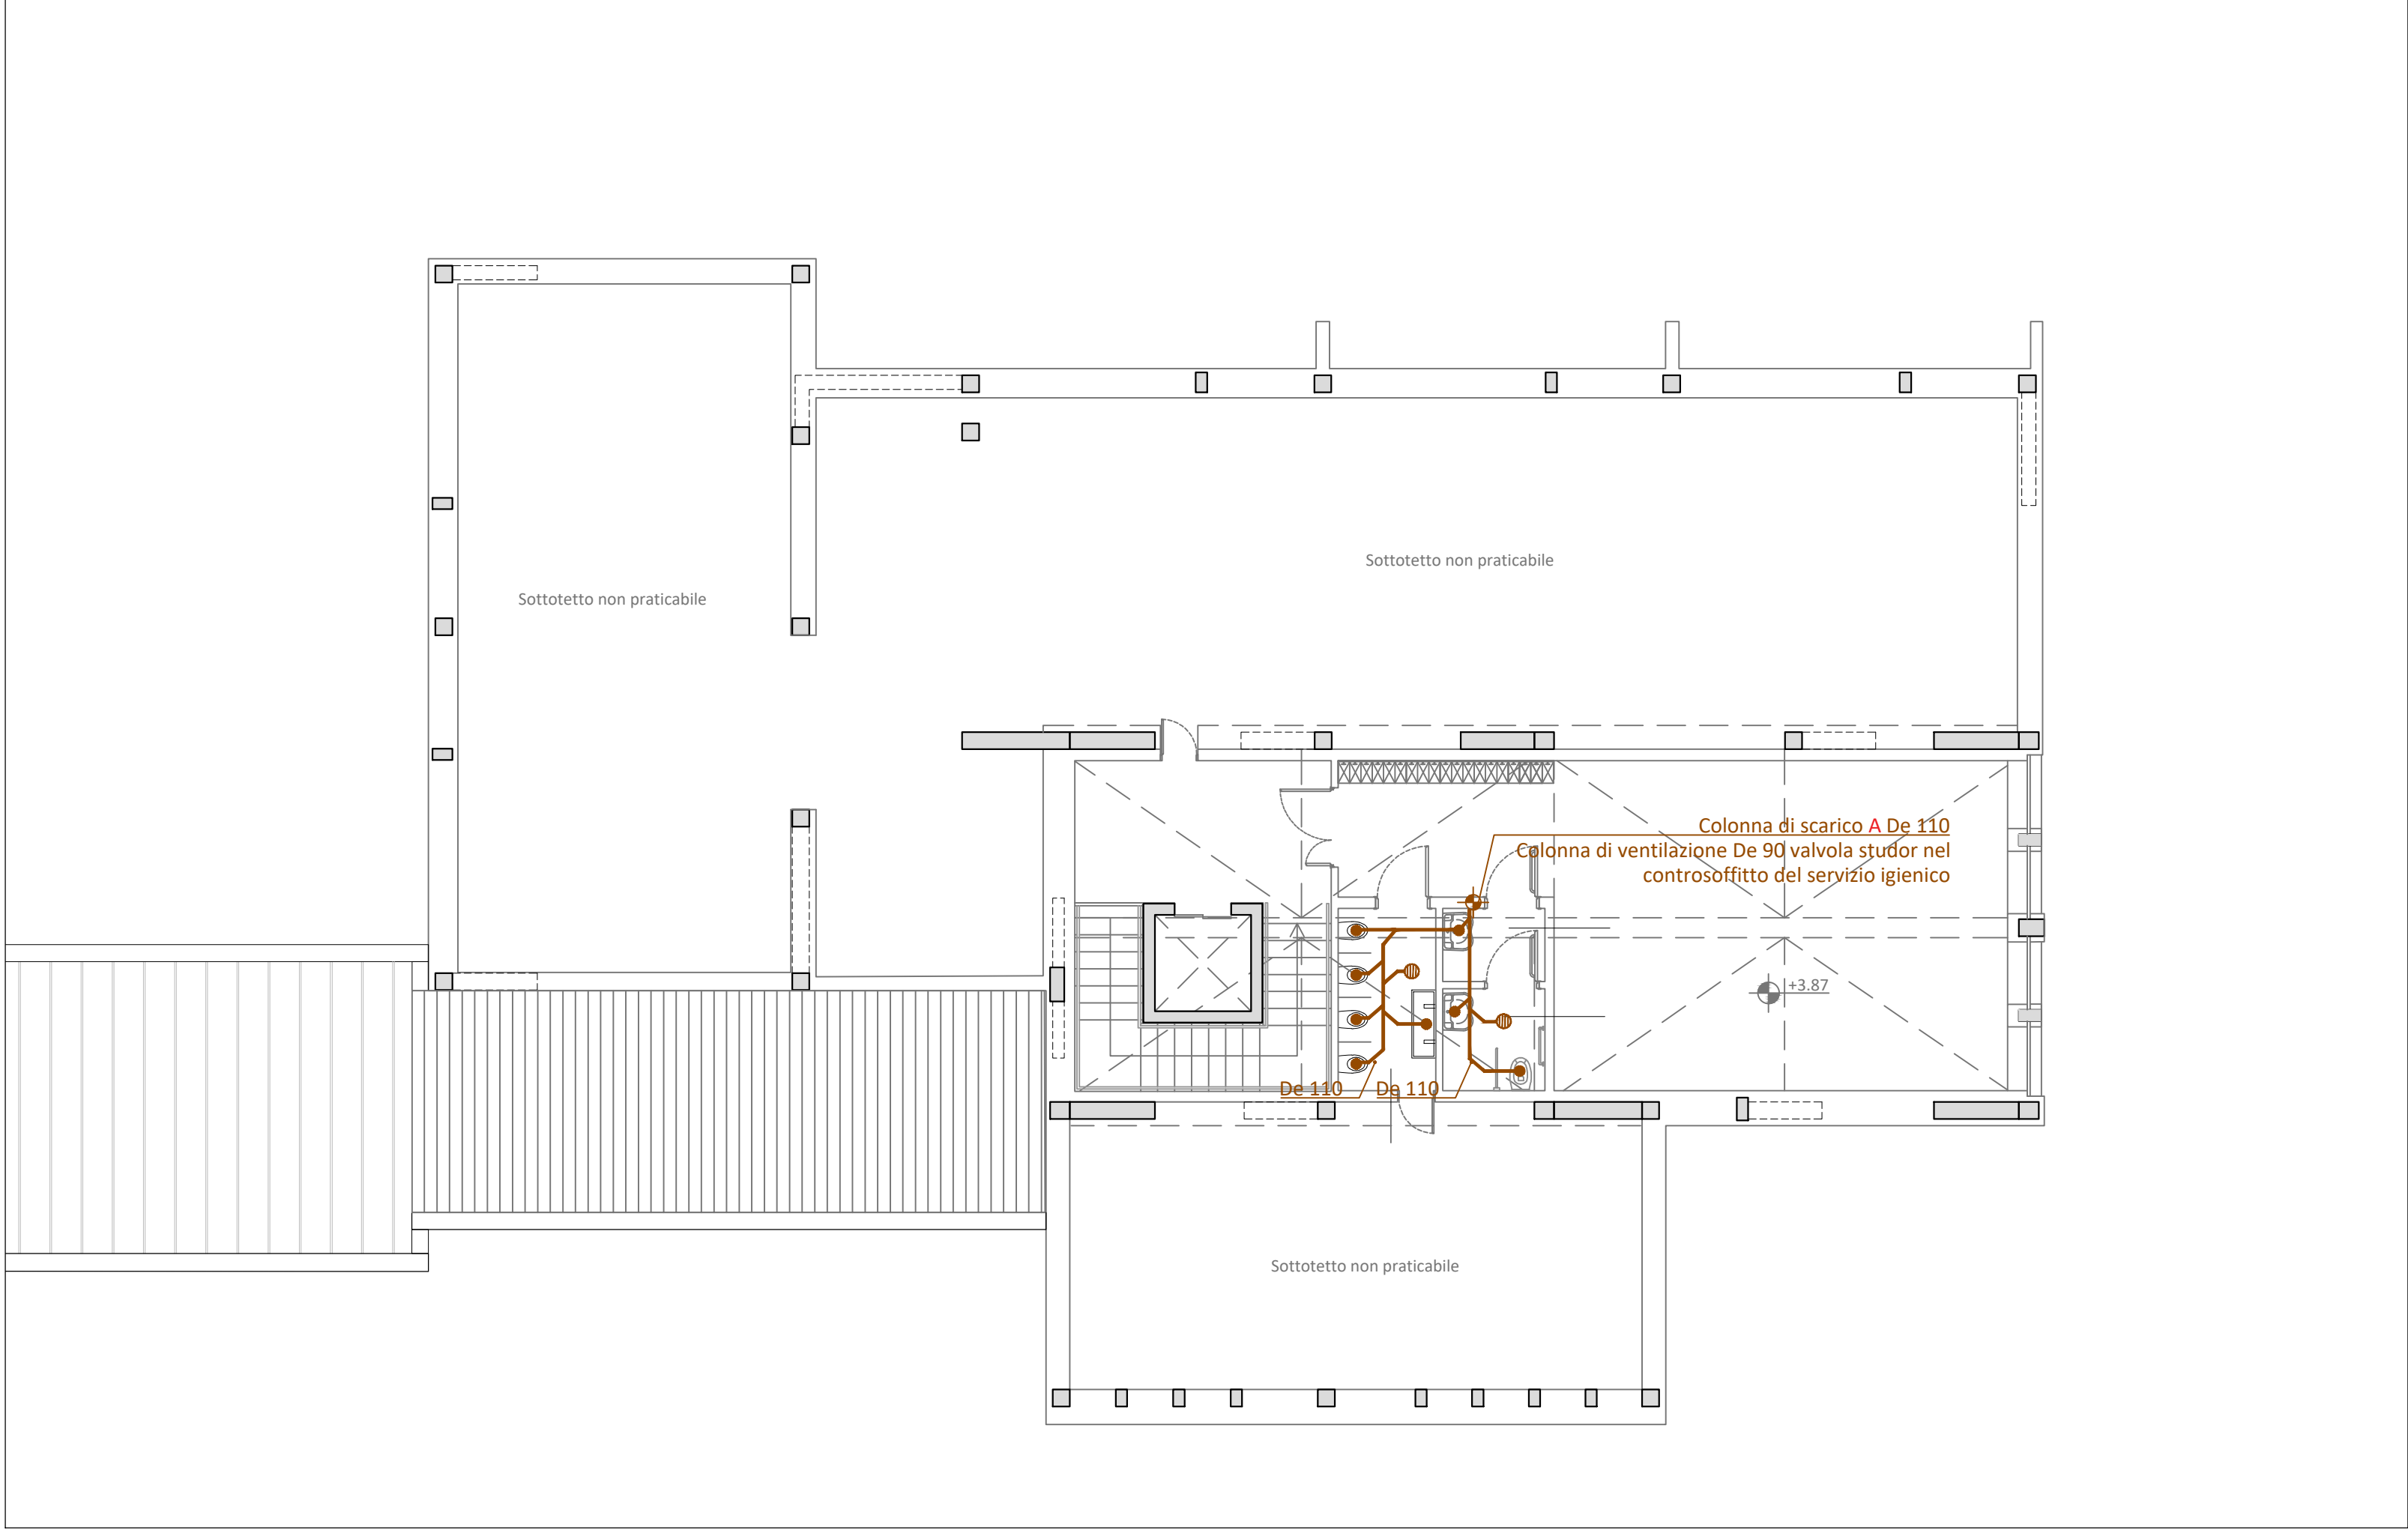 Sottotetto non praticabile
Sottotetto non praticabile
Colonna di scarico A De 110
Colonna di ventilazione De 90 valvola studor nel
controsoffitto del servizio igienico
+3.87
De 110
De 110
Sottotetto non praticabile